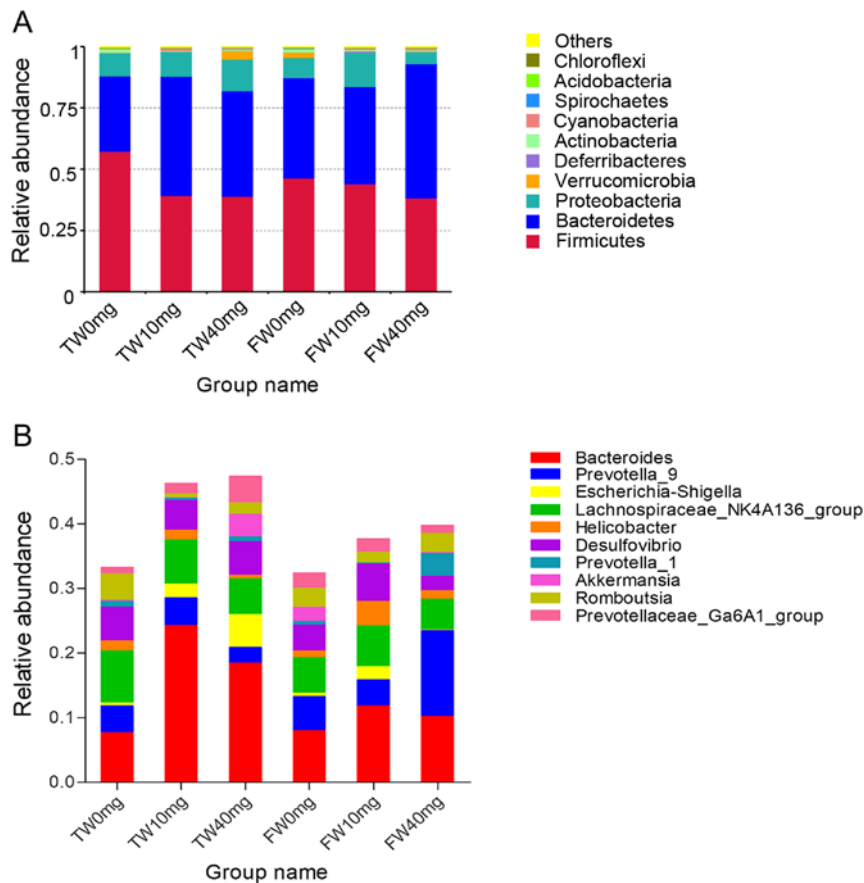 A
Relative abundance
1
0.75
0.5
0.25
0
TW0mg
TW10mg
TW40mg
FW0mg
FW10mg
FW40mg
Group name
Others
Chloroflexi
Acidobacteria
Spirochaetes
Cyanobacteria
Actinobacteria
Deferribacteres
Verrucomicrobia
Proteobacteria
Bacteroidetes
Firmicutes
B
Relative abundance
0.5
0.4
0.3
0.2
0.1
0.0
TW0mg
TW10mg
TW40mg
FW0mg
FW10mg
FW40mg
Group name
Bacteroides
Prevotella_9
Escherichia-Shigella
Lachnospiraceae_NK4A136_group
Helicobacter
Desulfovibrio
Prevotella_1
Akkermansia
Romboutsia
Prevotellaceae_Ga6A1_group